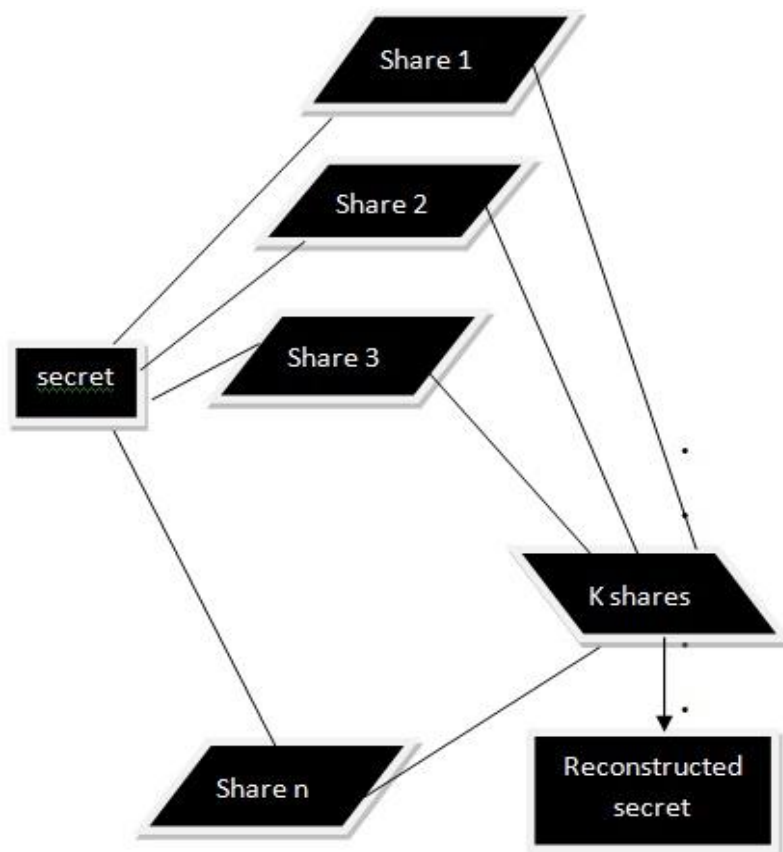 Share 1
Share 2
Share 3
secret
K shares
Share n
Reconstructed
secret